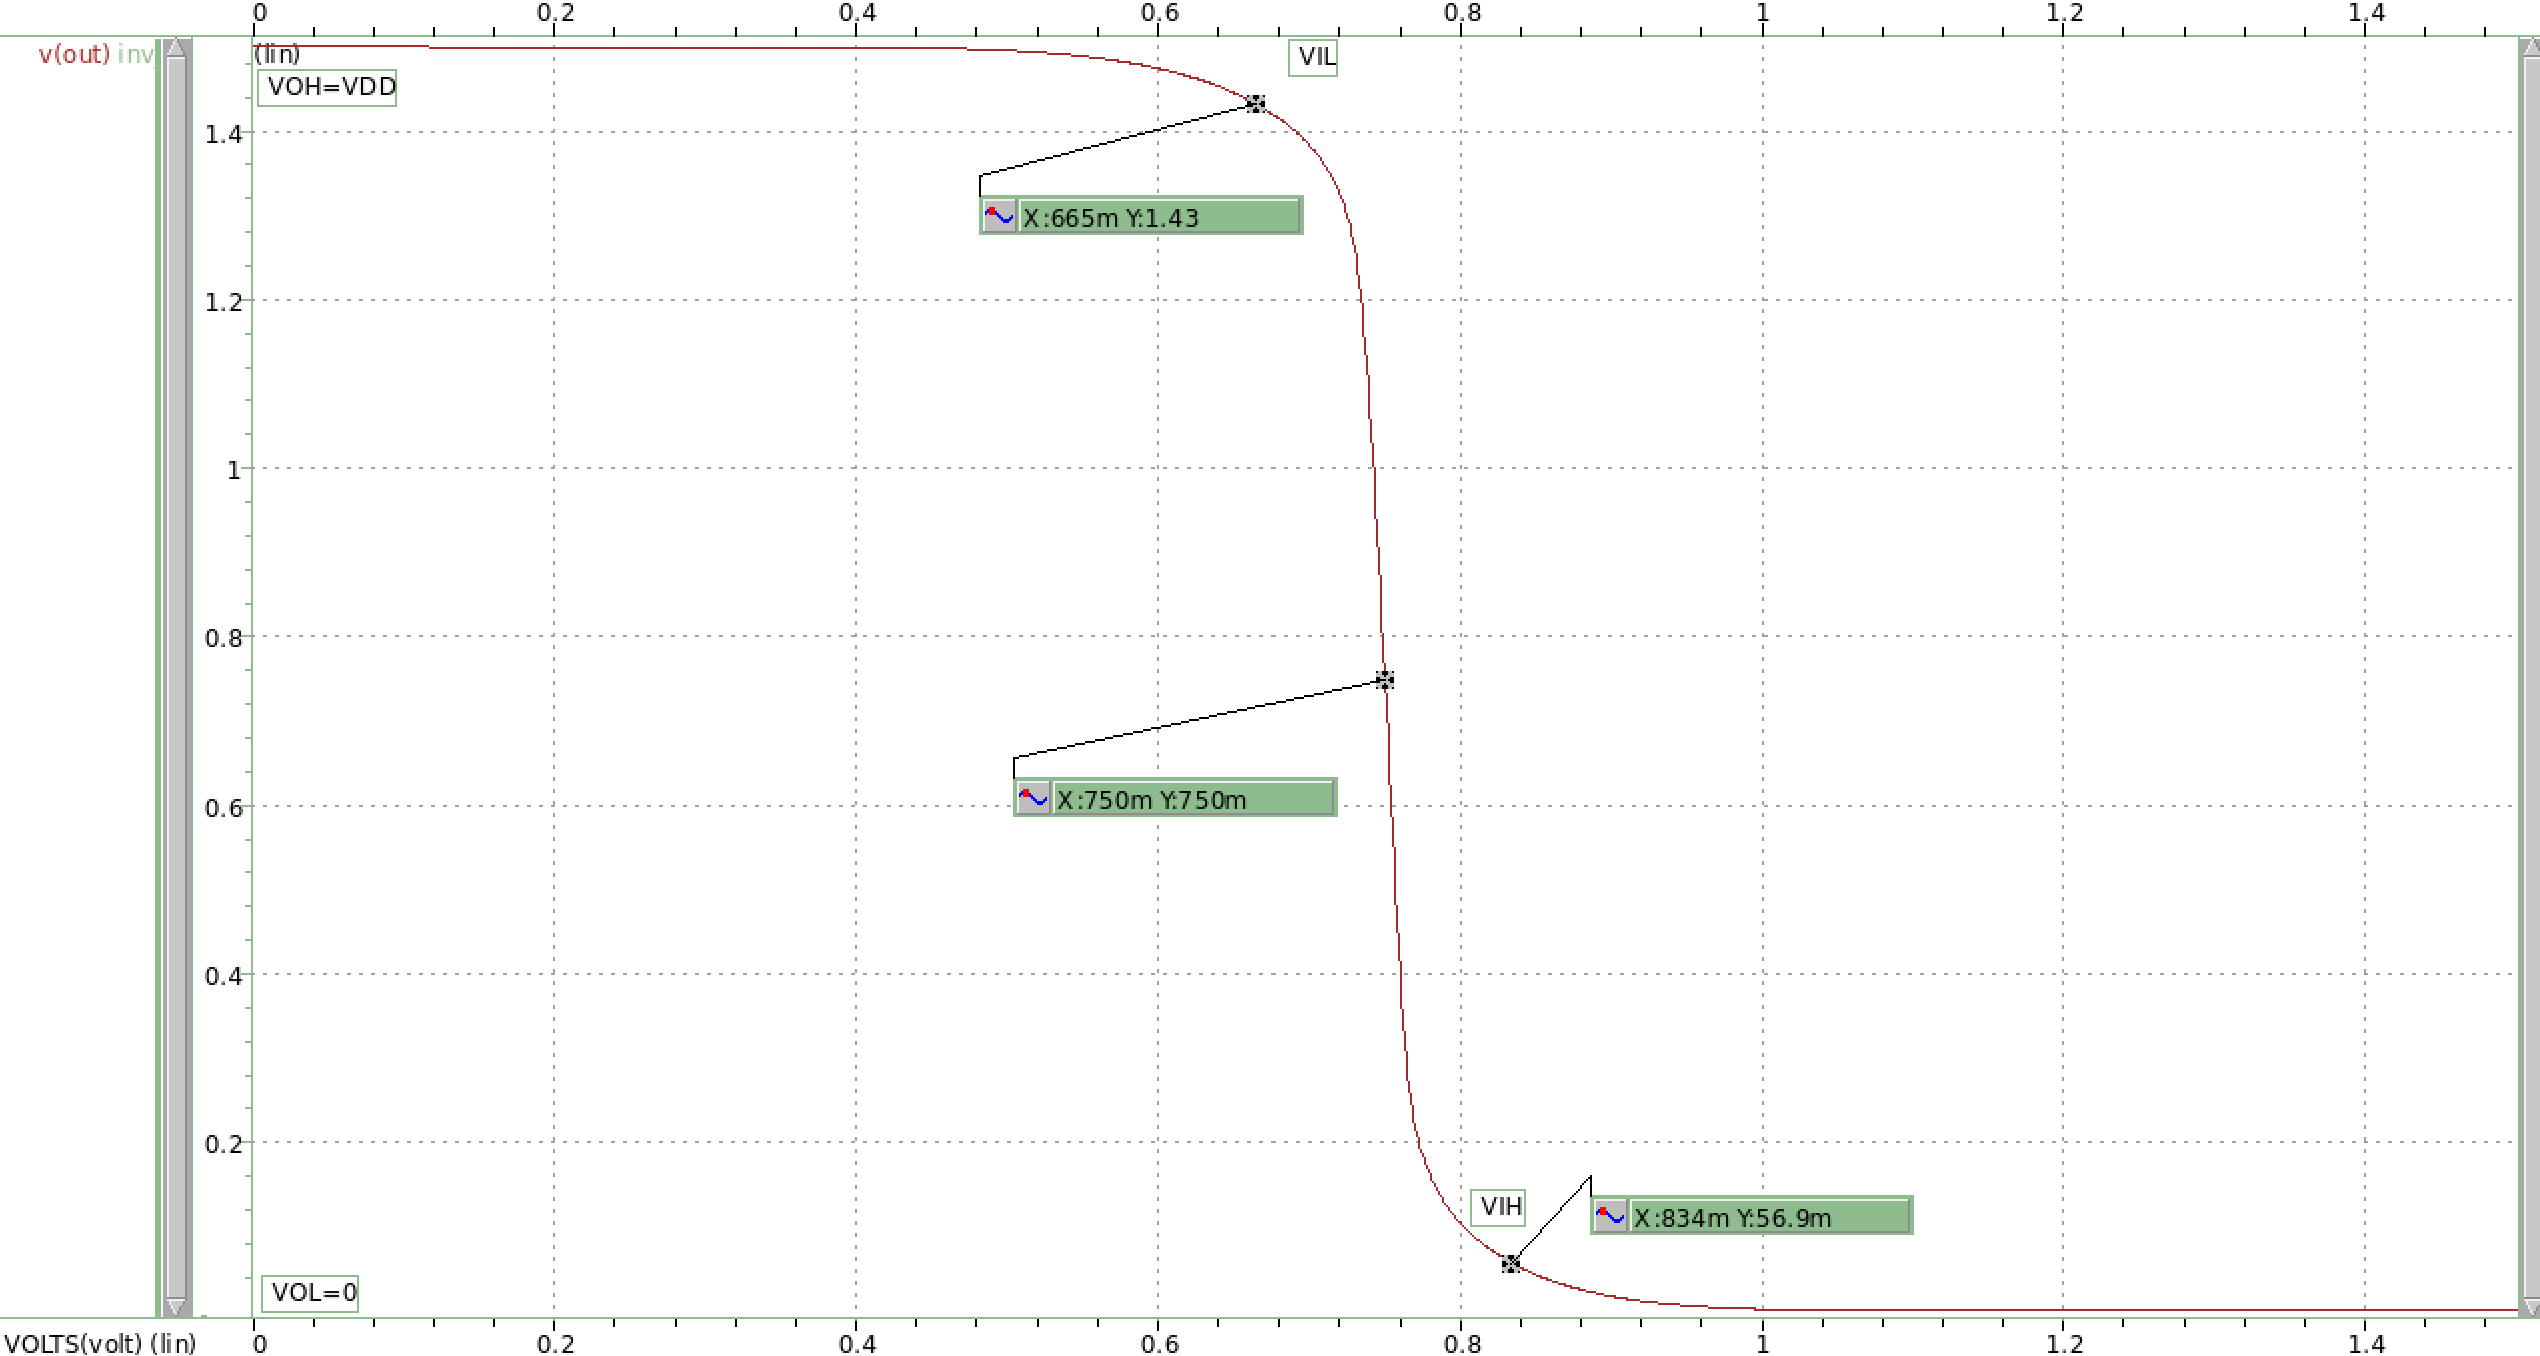 0 0.2 0.4 0.6 0.8 1 1.2 1.4
v(out) inv
(lin)
VIL
VOH=VDD
1.4
X:665m Y:1.43
1.2
1
0.8
X:750m Y:750m
0.6
0.4
0.2
VIH
X:834m Y:56.9m
VOL=0
VOLTS(volt) (lin)
0 0.2 0.4 0.6 0.8 1 1.2 1.4